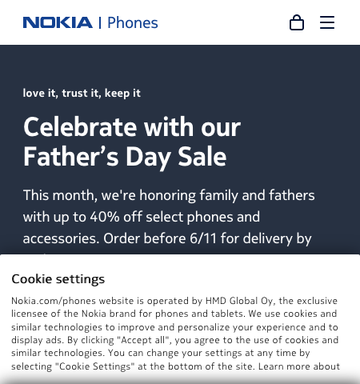 NOKIA | Phones
love it, trust it, keep it
Celebrate with our
Father's Day Sale
This month, we're honoring family and fathers
with up to 40% off select phones and
accessories. Order before 6/11 for delivery by
Cookie settings
Nokia.com/phones website is operated by HMD Global Oy, the exclusive
licensee of the Nokia brand for phones and tablets. We use cookies and
similar technologies to improve and personalize your experience and to
display ads. By clicking "Accept all", you agree to the use of cookies and
similar technologies. You can change your settings at any time by
selecting "Cookie Settings" at the bottom of the site. Learn more about